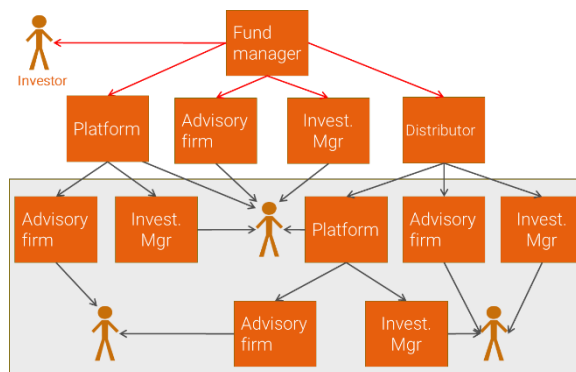 Fund
manager
Investor
Platform
Advisory
firm
Invest.
Mgr
Distributor
Advisory
firm
Invest.
Mgr
Platform
Advisory
firm
Invest.
Mgr
Advisory
firm
Invest.
Mgr